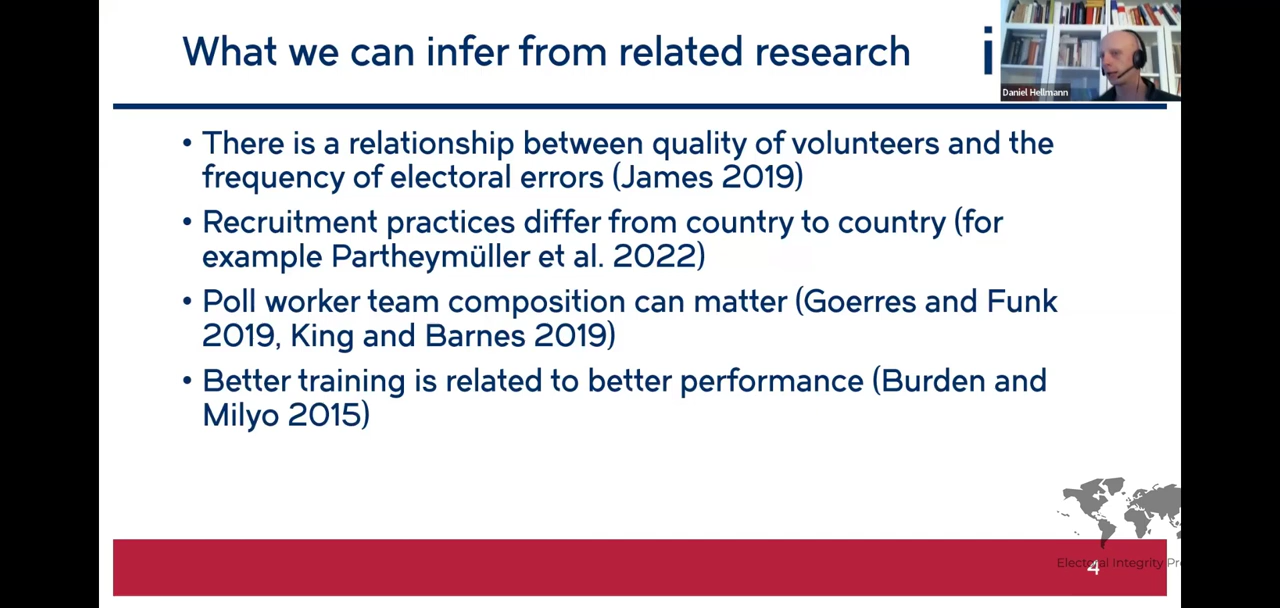 What we can infer from related research
i
Daniel Hellmann
• There is a relationship between quality of volunteers and the
frequency of electoral errors (James 2019)
• Recruitment practices differ from country to country (for
example Partheymüller et al. 2022)
• Poll worker team composition can matter (Goerres and Funk
2019, King and Barnes 2019)
• Better training is related to better performance (Burden and
Milyo 2015)
Electoral Integrity Pr
4